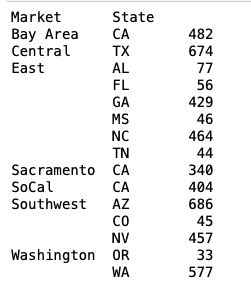 Market State
Bay Area CA 482
Central TX 674
East AL 77
FL 56
GA 429
MS 46
NC 464
TN 44
Sacramento CA 340
SoCal CA 404
Southwest AZ 686
CO 45
NV 457
Washington OR 33
WA 577